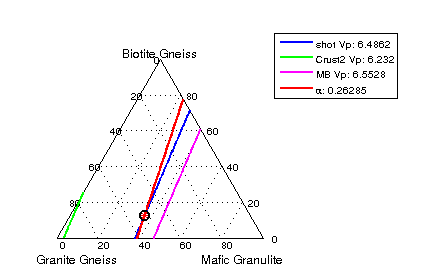 shot Vp: 6.4862
Crust2 Vp: 6.232
MB Vp: 6.5528
α: 0.26285
Biotite Gneiss
0
20 80
40 60
60 40
80 20
0 20 40 60 80 0
Granite Gneiss Mafic Granulite